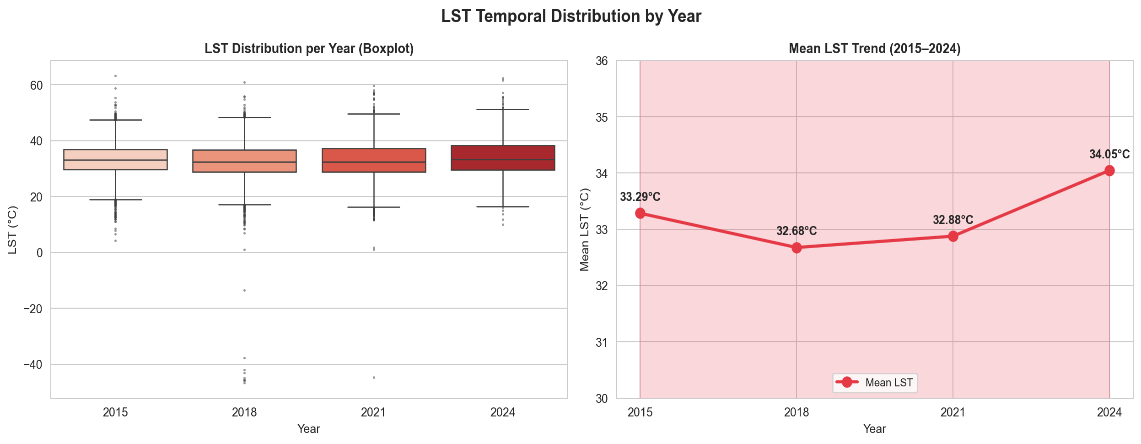 LST Temporal Distribution by Year
LST Distribution per Year (Boxplot)
60
40
20
0
−20
−40
LST (°C)
2015
2018
2021
2024
Year
Mean LST Trend (2015–2024)
36
35
34
33
32
31
30
Mean LST (°C)
33.29°C
32.68°C
32.88°C
34.05°C
Mean LST
2015
2018
2021
2024
Year